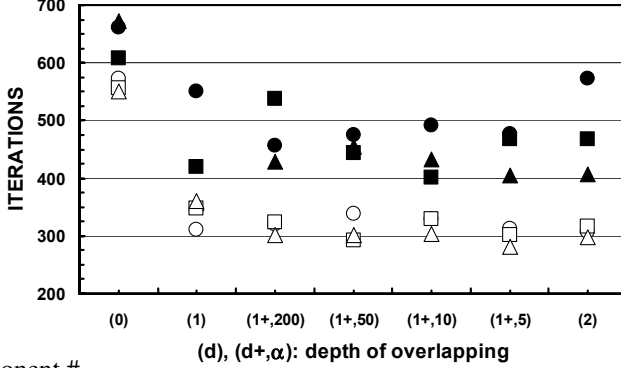 700
600
500
400
300
200
ITERATIONS
(0) (1) (1+,200) (1+,50) (1+,10) (1+,5) (2)
(d), (d+,α): depth of overlapping
onent #